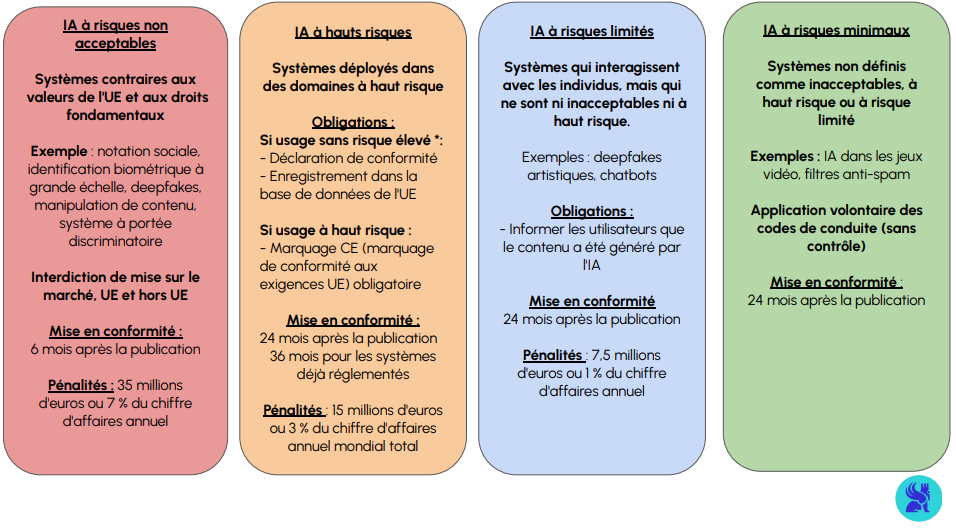 IA à risques non
acceptables
Systèmes contraires aux
valeurs de l'UE et aux droits
fondamentaux
Exemple : notation sociale,
identification biométrique à
grande échelle, deepfakes,
manipulation de contenu,
système à portée
discriminatoire
Interdiction de mise sur le
marché, UE et hors UE
Mise en conformité :
6 mois après la publication
Pénalités : 35 millions
d'euros ou 7 % du chiffre
d'affaires annuel
IA à hauts risques
Systèmes déployés dans
des domaines à haut risque
Obligations :
Si usage sans risque élevé *:
- Déclaration de conformité
- Enregistrement dans la
base de données de l'UE
Si usage à haut risque :
- Marquage CE (marquage
de conformité aux
exigences UE) obligatoire
Mise en conformité :
24 mois après la publication
36 mois pour les systèmes
déjà réglementés
Pénalités : 15 millions d'euros
ou 3 % du chiffre d'affaires
annuel mondial total
IA à risques limités
Systèmes qui interagissent
avec les individus, mais qui
ne sont ni inacceptables ni à
haut risque.
Exemples : deepfakes
artistiques, chatbots
Obligations :
- Informer les utilisateurs que
le contenu a été généré par
l'IA
Mise en conformité
24 mois après la publication
Pénalités : 7,5 millions
d'euros ou 1 % du chiffre
d'affaires annuel
IA à risques minimaux
Systèmes non définis
comme inacceptables, à
haut risque ou à risque
limité
Exemples : IA dans les jeux
vidéo, filtres anti-spam
Application volontaire des
codes de conduite (sans
contrôle)
Mise en conformité :
24 mois après la publication